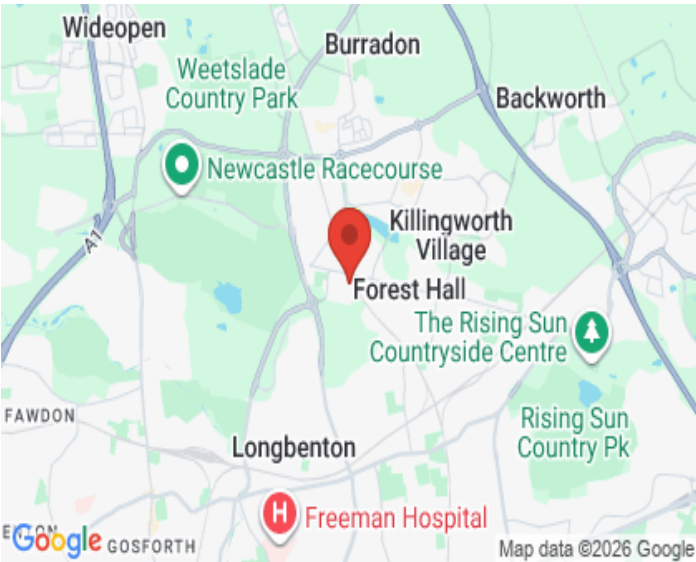 Wideopen
Burradon
Weetslade
Country Park
Backworth
Newcastle Racecourse
A1
Killingworth
Village
Forest Hall
The Rising Sun
Countryside Centre
FAWDON
Rising Sun
Country Pk
Longbenton
H
Freeman Hospital
Google
GOSFORTH
Map data ©2026 Google